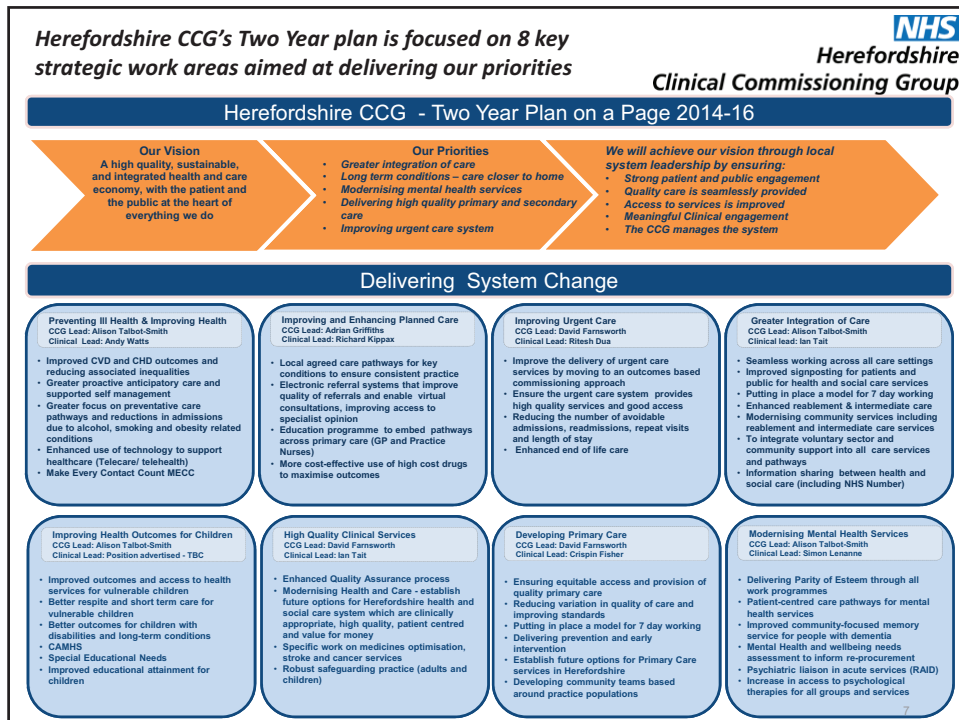 Herefordshire CCG's Two Year plan is focused on 8 key
strategic work areas aimed at delivering our priorities
NHS
Herefordshire
Clinical Commissioning Group
Herefordshire CCG - Two Year Plan on a Page 2014-16
Our Vision
A high quality, sustainable,
and integrated health and care
economy, with the patient and
the public at the heart of
everything we do
Our Priorities
• Greater integration of care
• Long term conditions – care closer to home
• Modernising mental health services
• Delivering high quality primary and secondary
care
• Improving urgent care system
We will achieve our vision through local
system leadership by ensuring:
• Strong patient and public engagement
• Quality care is seamlessly provided
• Access to services is improved
• Meaningful Clinical engagement
• The CCG manages the system
Delivering System Change
Preventing Ill Health & Improving Health
CCG Lead: Alison Talbot-Smith
Clinical Lead: Andy Watts
• Improved CVD and CHD outcomes and
reducing associated inequalities
• Greater proactive anticipatory care and
supported self management
• Greater focus on preventative care
pathways and reductions in admissions
due to alcohol, smoking and obesity related
conditions
• Enhanced use of technology to support
healthcare (Telecare/ telehealth)
• Make Every Contact Count MECC
Improving and Enhancing Planned Care
CCG Lead: Adrian Griffiths
Clinical Lead: Richard Kippax
• Local agreed care pathways for key
conditions to ensure consistent practice
• Electronic referral systems that improve
quality of referrals and enable virtual
consultations, improving access to
specialist opinion
• Education programme to embed pathways
across primary care (GP and Practice
Nurses)
• More cost-effective use of high cost drugs
to maximise outcomes
Improving Urgent Care
CCG Lead: David Farnsworth
Clinical Lead: Ritesh Dua
• Improve the delivery of urgent care
services by moving to an outcomes based
commissioning approach
• Ensure the urgent care system provides
high quality services and good access
• Reducing the number of avoidable
admissions, readmissions, repeat visits
and length of stay
• Enhanced end of life care
Greater Integration of Care
CCG Lead: Alison Talbot-Smith
Clinical lead: Ian Tait
• Seamless working across all care settings
• Improved signposting for patients and
public for health and social care services
• Putting in place a model for 7 day working
• Enhanced reablement & intermediate care
• Modernising community services including
reablement and intermediate care services
• To integrate voluntary sector and
community support into all care services
and pathways
• Information sharing between health and
social care (including NHS Number)
Improving Health Outcomes for Children
CCG Lead: Alison Talbot-Smith
Clinical Lead: Position advertised - TBC
• Improved outcomes and access to health
services for vulnerable children
• Better respite and short term care for
vulnerable children
• Better outcomes for children with
disabilities and long-term conditions
• CAMHS
• Special Educational Needs
• Improved educational attainment for
children
High Quality Clinical Services
CCG Lead: David Farnsworth
Clinical Lead: Ian Tait
• Enhanced Quality Assurance process
• Modernising Health and Care - establish
future options for Herefordshire health and
social care system which are clinically
appropriate, high quality, patient centred
and value for money
• Specific work on medicines optimisation,
stroke and cancer services
• Robust safeguarding practice (adults and
children)
Developing Primary Care
CCG Lead: David Farnsworth
Clinical Lead: Crispin Fisher
• Ensuring equitable access and provision of
quality primary care
• Reducing variation in quality of care and
improving standards
• Putting in place a model for 7 day working
• Delivering prevention and early
intervention
• Establish future options for Primary Care
services in Herefordshire
• Developing community teams based
around practice populations
Modernising Mental Health Services
CCG Lead: Alison Talbot-Smith
Clinical Lead: Simon Lenanne
• Delivering Parity of Esteem through all
work programmes
• Patient-centred care pathways for mental
health services
• Improved community-focused memory
service for people with dementia
• Mental Health and wellbeing needs
assessment to inform re-procurement
• Psychiatric liaison in acute services (RAID)
• Increase in access to psychological
therapies for all groups and services
7